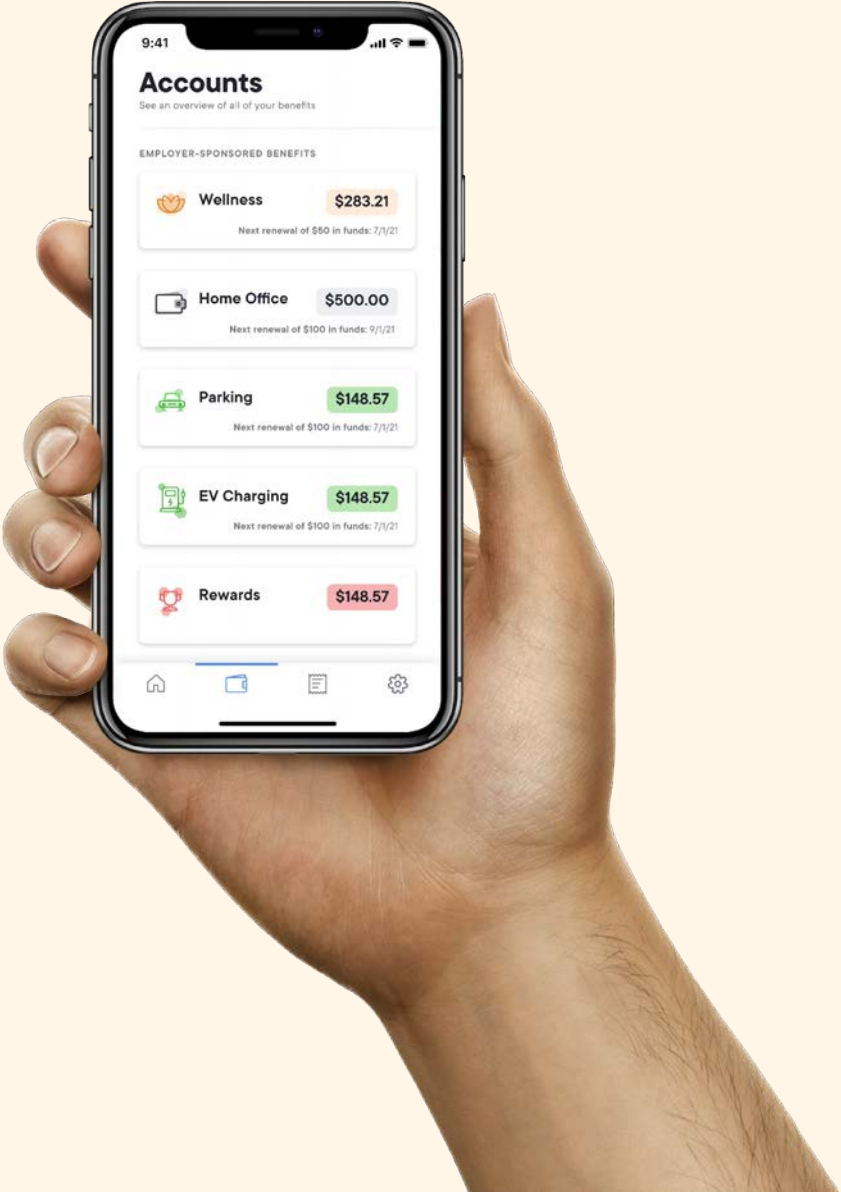 9:41
Accounts
See an overview of all of your benefits
EMPLOYER-SPONSORED BENEFITS
Wellness $283.21
Next renewal of $50 in funds: 7/1/21
Home Office $500.00
Next renewal of $100 in funds: 9/1/21
Parking $148.57
Next renewal of $100 in funds: 7/1/21
EV Charging $148.57
Next renewal of $100 in funds: 7/1/21
Rewards $148.57